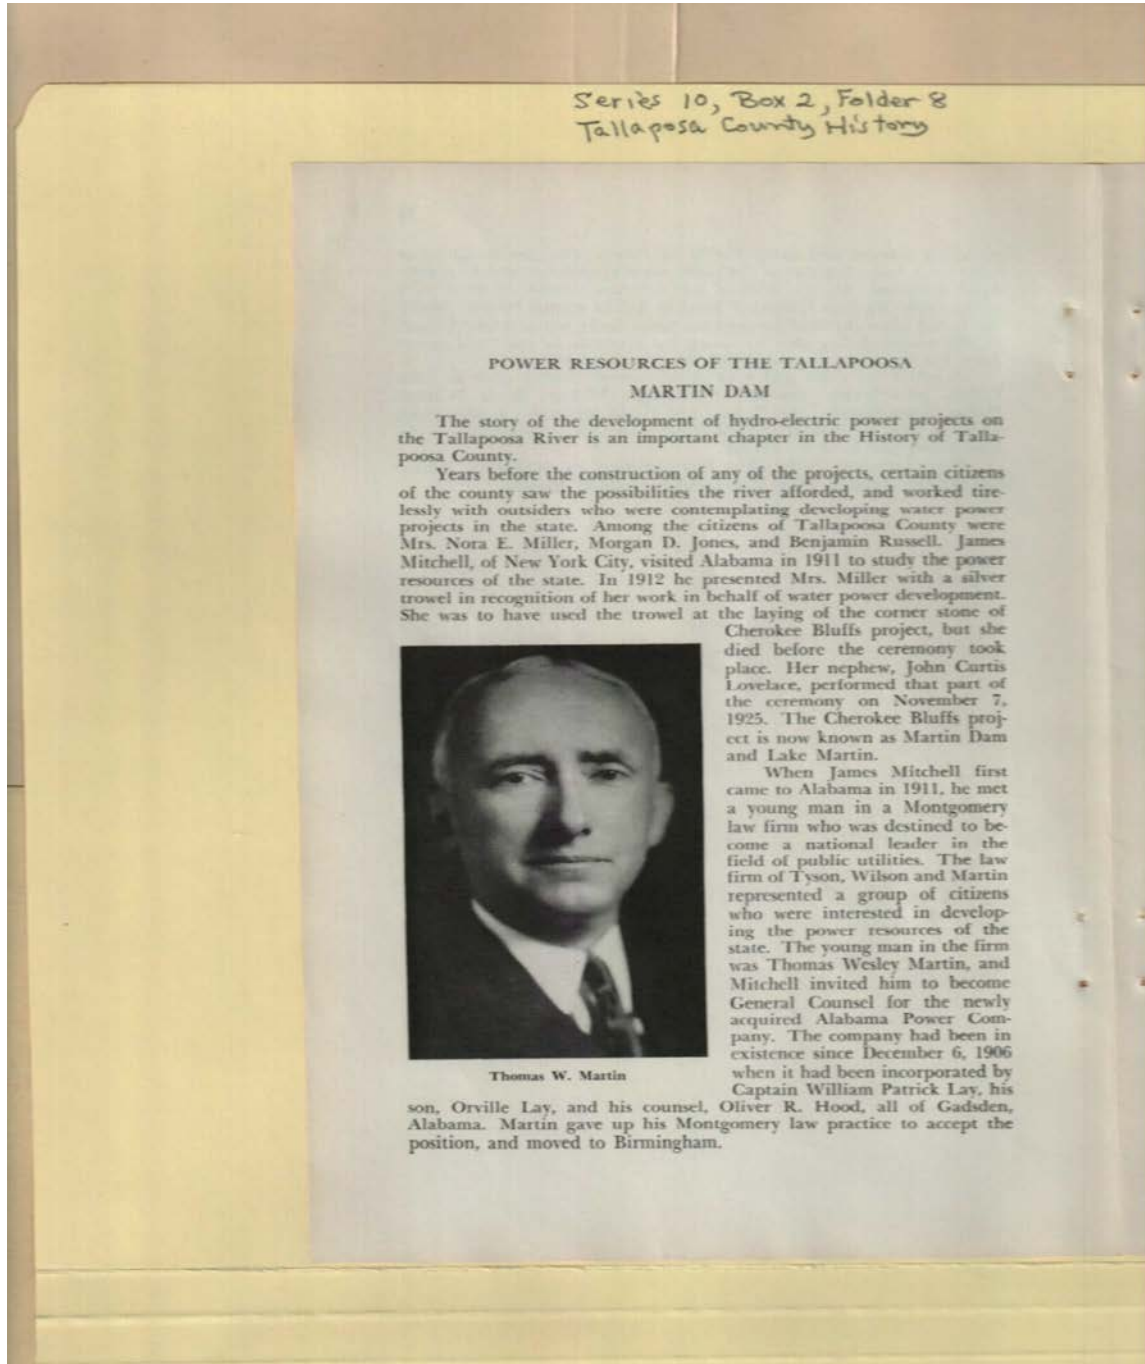 Series 10, Box 2, Folder 8
Tallaposa County History
POWER RESOURCES OF THE TALLAPOOSA
MARTIN DAM
The story of the development of hydro-electric power projects on
the Tallapoosa River is an important chapter in the History of Talla-
poosa County.
Years before the construction of any of the projects, certain citizens
of the county saw the possibilities the river afforded, and worked tire-
lessly with outsiders who were contemplating developing water power
projects in the state. Among the citizens of Tallapoosa County were
Mrs. Nora E. Miller, Morgan D. Jones, and Benjamin Russell. James
Mitchell, of New York City, visited Alabama in 1911 to study the power
resources of the state. In 1912 he presented Mrs. Miller with a silver
trowel in recognition of her work in behalf of water power development.
She was to have used the trowel at the laying of the corner stone of
Cherokee Bluffs project, but she
died before the ceremony took
place. Her nephew, John Curtis
Lovelace, performed that part of
the ceremony on November 7,
1925. The Cherokee Bluffs proj-
ect is now known as Martin Dam
and Lake Martin.
When James Mitchell first
came to Alabama in 1911, he met
a young man in a Montgomery
law firm who was destined to be-
come a national leader in the
field of public utilities. The law
firm of Tyson, Wilson and Martin
represented a group of citizens
who were interested in develop-
ing the power resources of the
state. The young man in the firm
was Thomas Wesley Martin, and
Mitchell invited him to become
General Counsel for the newly
acquired Alabama Power Com-
pany. The company had been in
existence since December 6, 1906
when it had been incorporated by
Captain William Patrick Lay, his
son, Orville Lay, and his counsel, Oliver R. Hood, all of Gadsden,
Alabama. Martin gave up his Montgomery law practice to accept the
position, and moved to Birmingham.
Thomas W. Martin